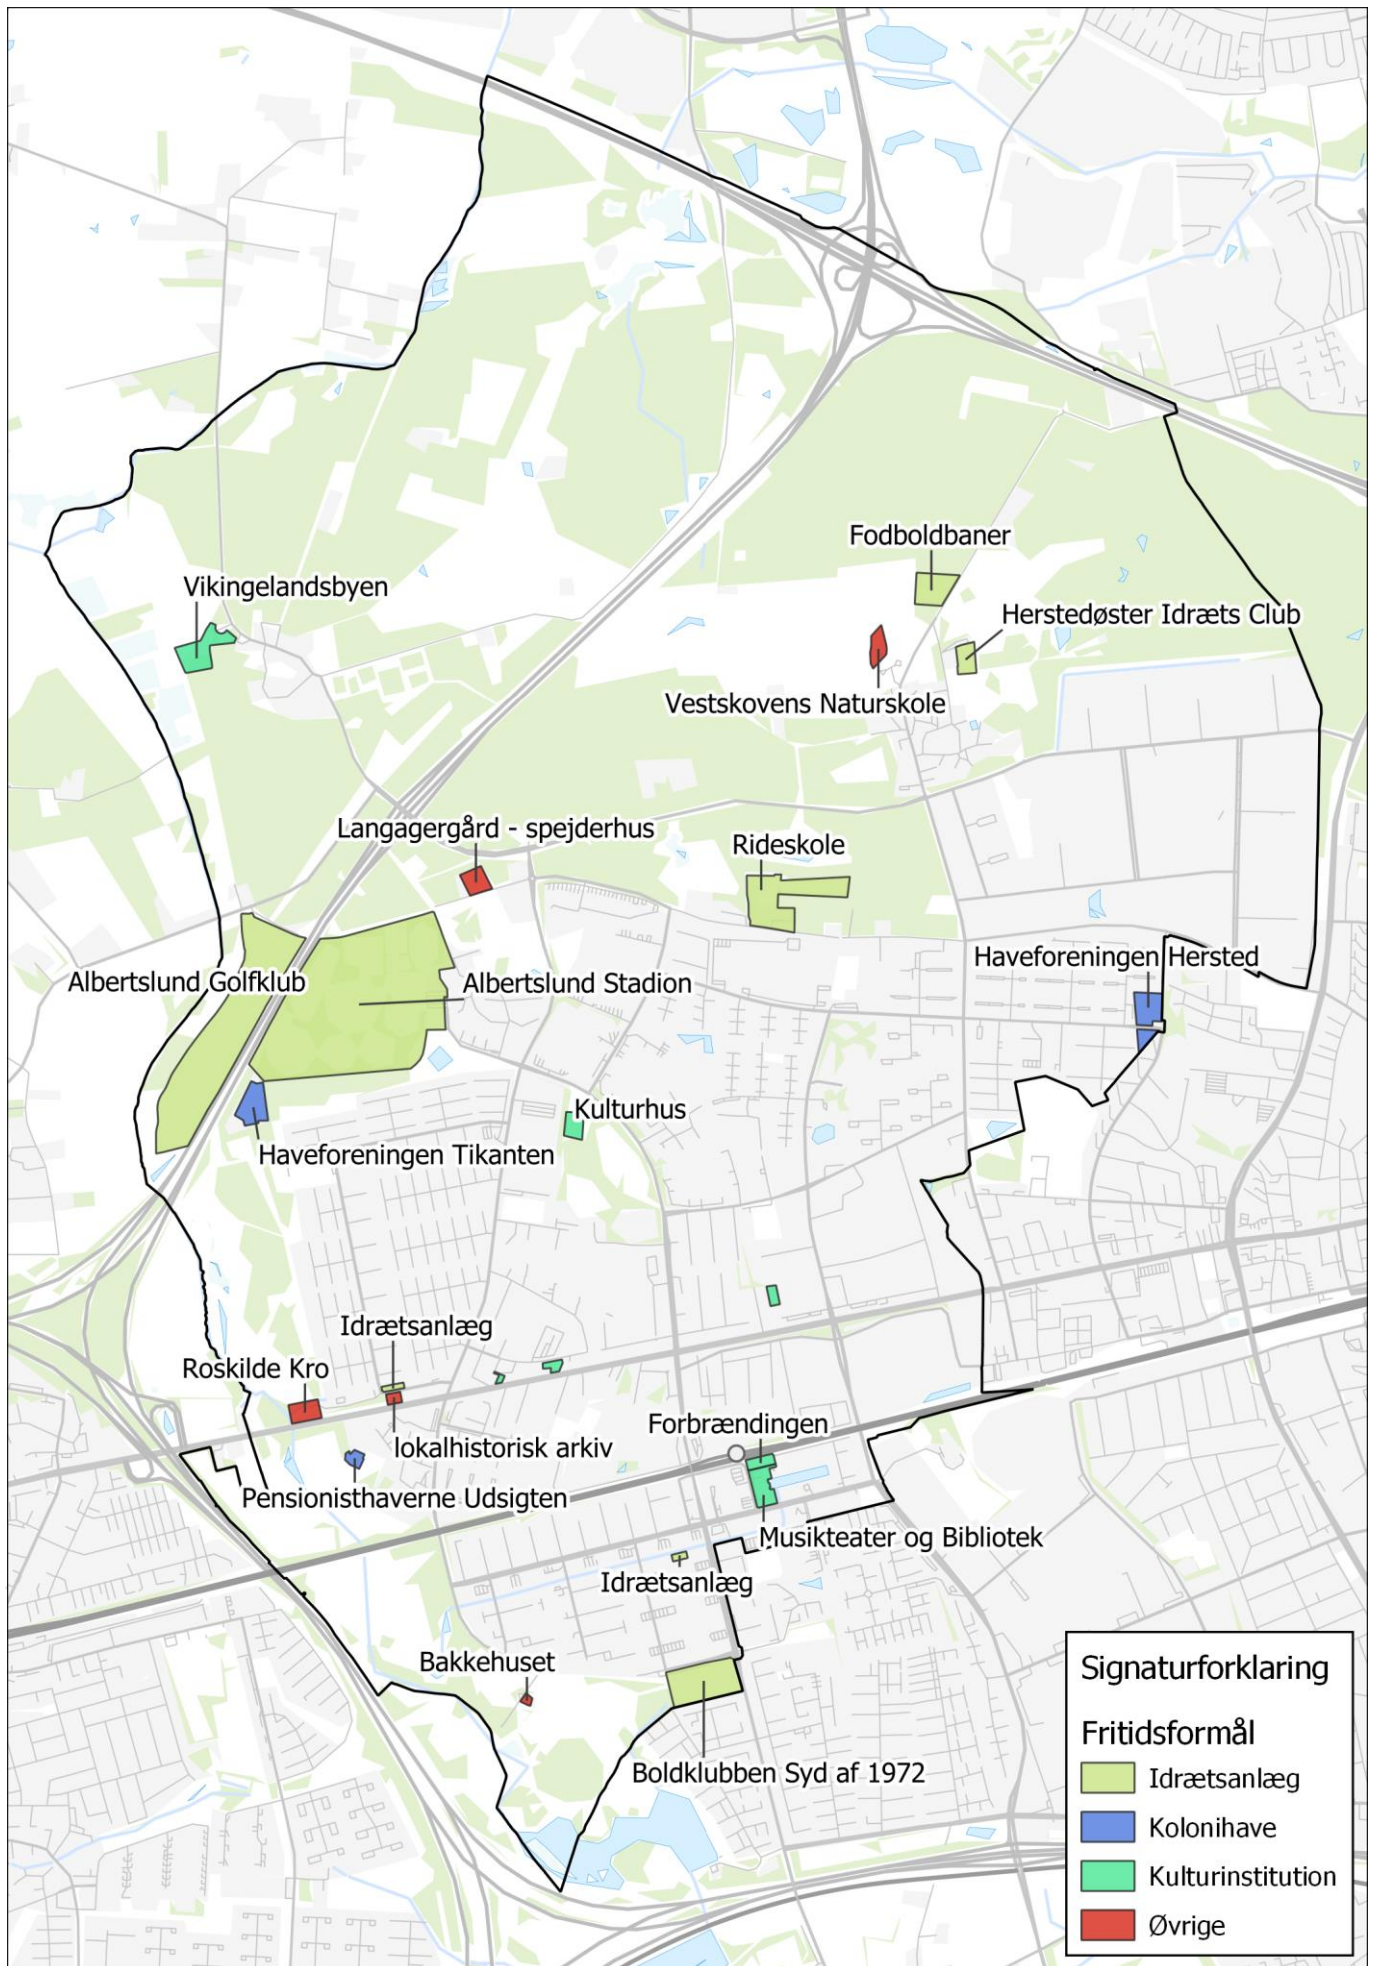 Fodboldbaner
Vikingelandsbyen
Herstedøster Idræts Club
Vestskovens Naturskole
Langagergård - spejderhus
Rideskole
Haveforeningen Hersted
Albertslund Golfklub
Albertslund Stadion
Kulturhus
Haveforeningen Tikanten
Idrætsanlæg
Roskilde Kro
Forbrændingen
lokalhistorisk arkiv
Pensionisthaverne Udsigten
Musikteater og Bibliotek
Idrætsanlæg
Bakkehuset
Boldklubben Syd af 1972
Signaturforklaring
Fritidsformål
Idrætsanlæg
Kolonihave
Kulturinstitution
Øvrige